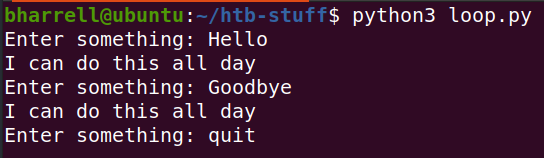 bharrell@ubuntu:~/htb-stuff$ python3 loop.py
Enter something: Hello
I can do this all day
Enter something: Goodbye
I can do this all day
Enter something: quit